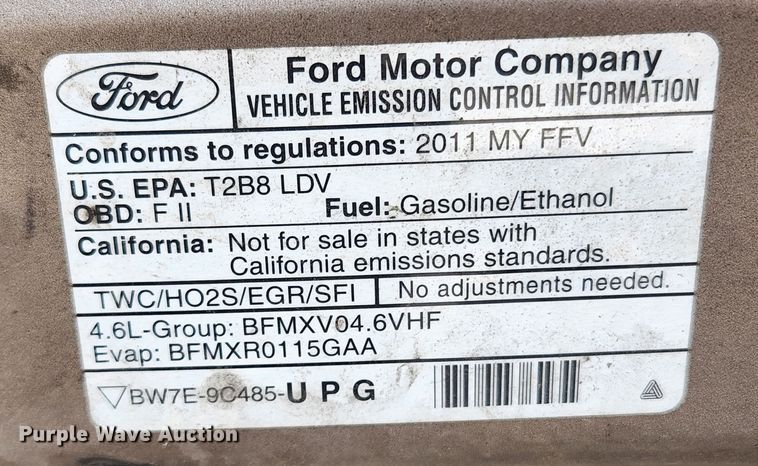 Ford
Ford Motor Company
VEHICLE EMISSION CONTROL INFORMATION
Conforms to regulations: 2011 MY FFV
U.S. EPA: T2B8 LDV
OBD: F II Fuel: Gasoline/Ethanol
California: Not for sale in states with
California emissions standards.
TWC/HO2S/EGR/SFI No adjustments needed.
4.6L-Group: BFMXV04.6VHF
Evap: BFMXR0115GAA
BW7E-9C485-U P G
Purple Wave Auction